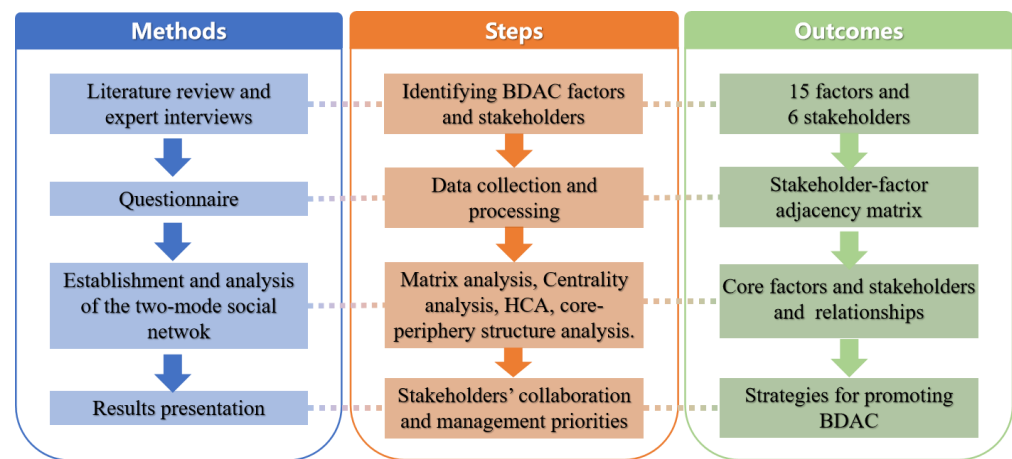 Methods
Literature review and
expert interviews
Questionnaire
Establishment and analysis
of the two-mode social
netwok
Results presentation
Steps
Identifying BDAC factors
and stakeholders
Data collection and
processing
Matrix analysis, Centrality
analysis, HCA, core-
periphery structure analysis.
Stakeholders’ collaboration
and management priorities
Outcomes
15 factors and
6 stakeholders
Stakeholder-factor
adjacency matrix
Core factors and stakeholders
and relationships
Strategies for promoting
BDAC